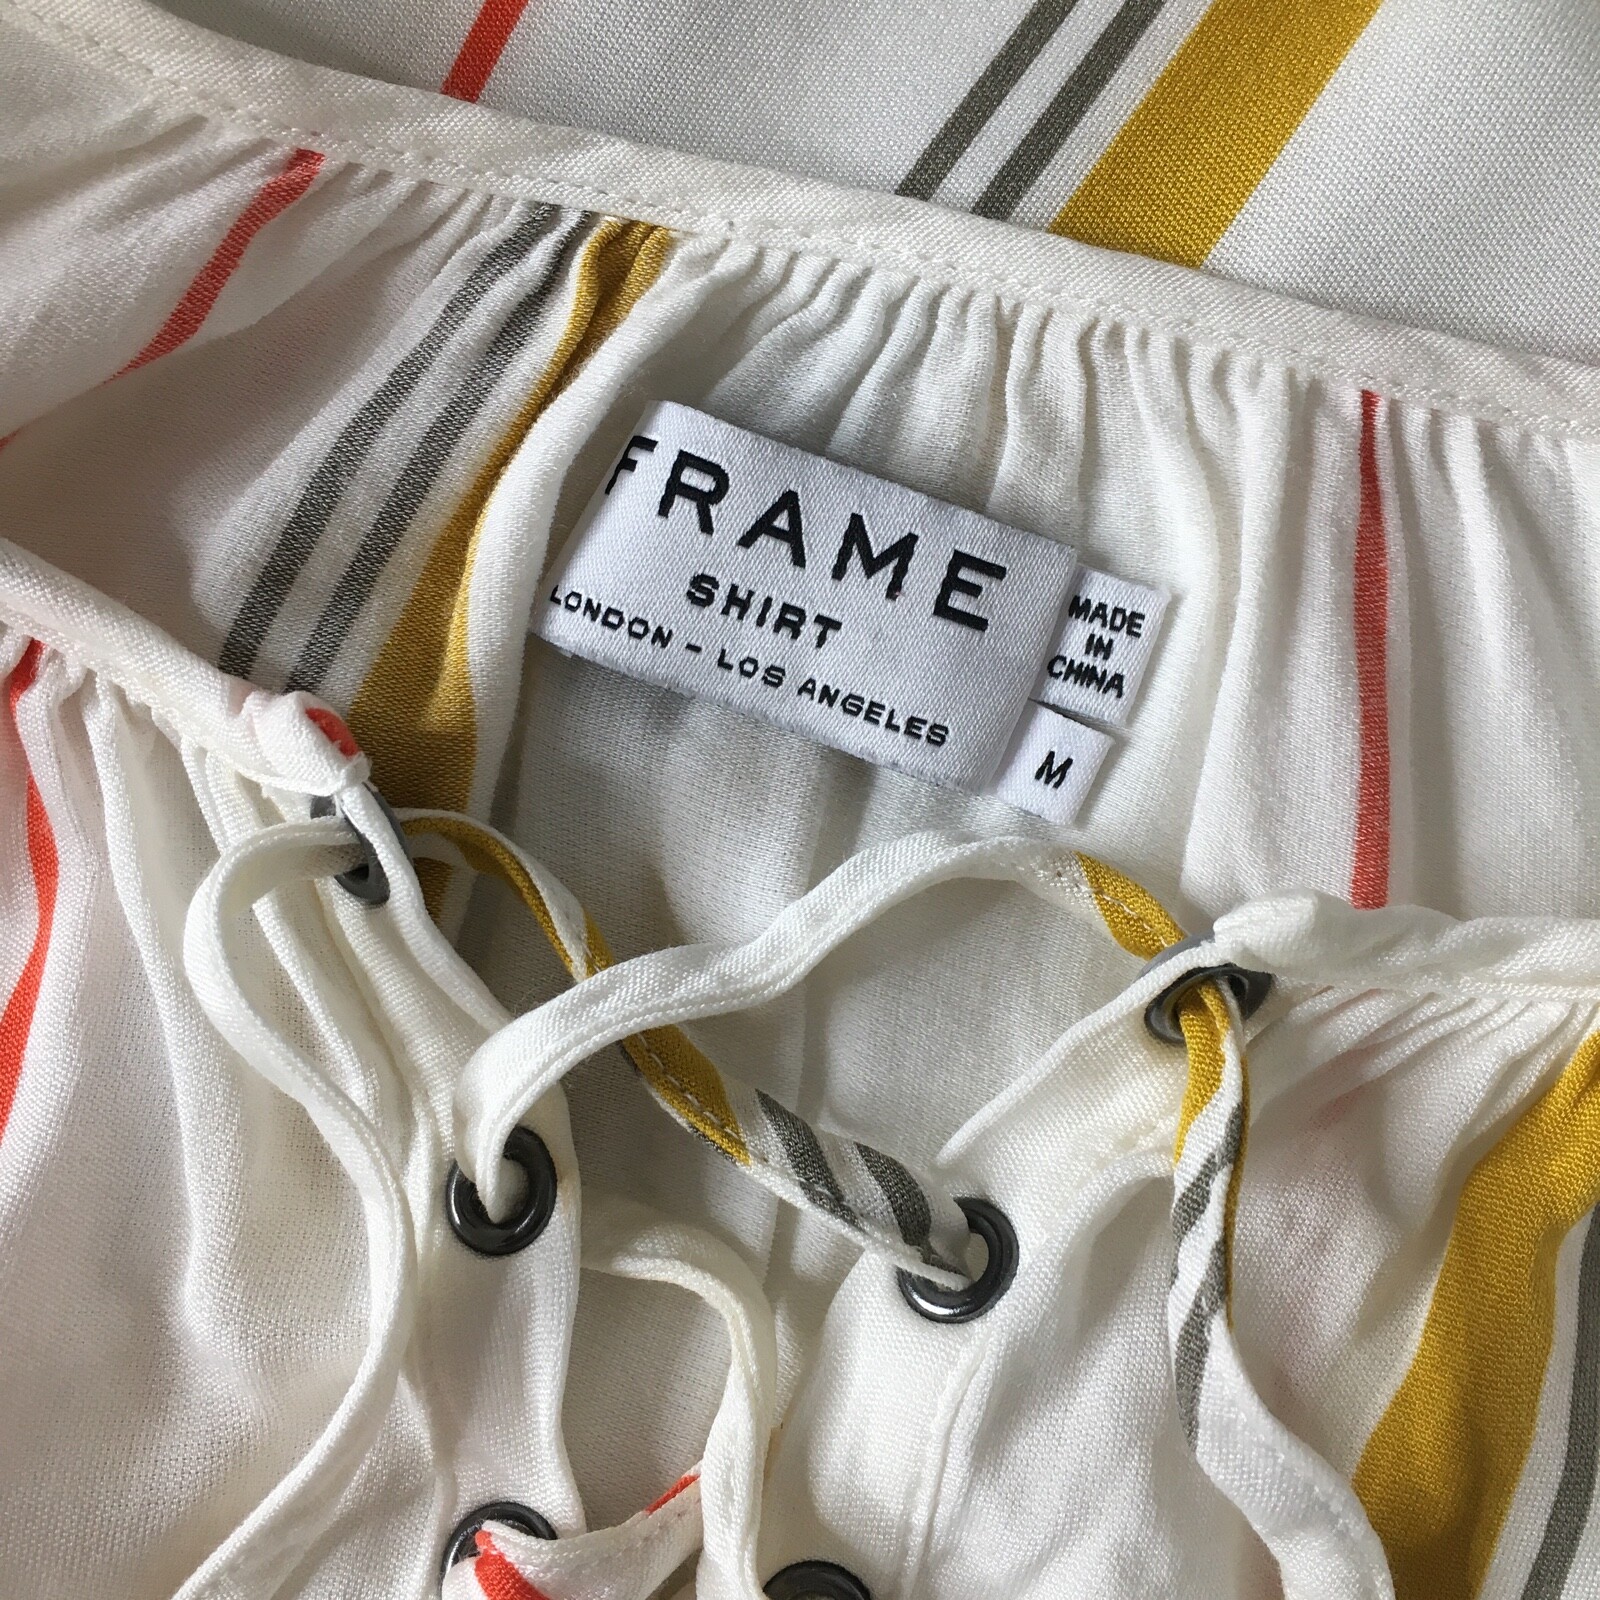 FRAME
SHIRT
LONDON - LOS ANGELES
MADE
IN
CHINA
M